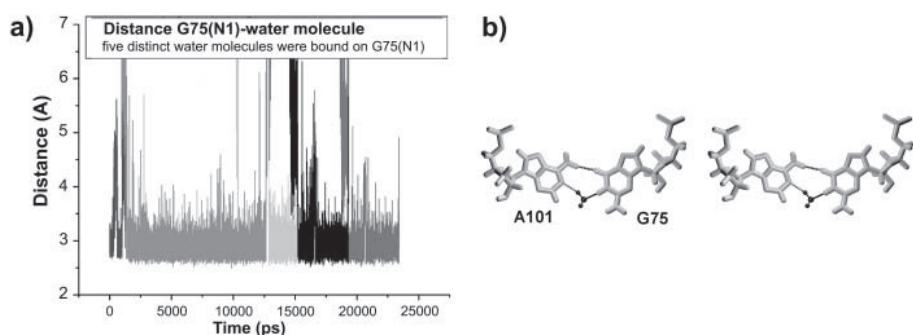 a)
Distance G75(N1)-water molecule
five distinct water molecules were bound on G75(N1)
7
6
5
4
3
2
Distance (A)
0
5000
10000
15000
20000
25000
Time (ps)
b)
A101
G75